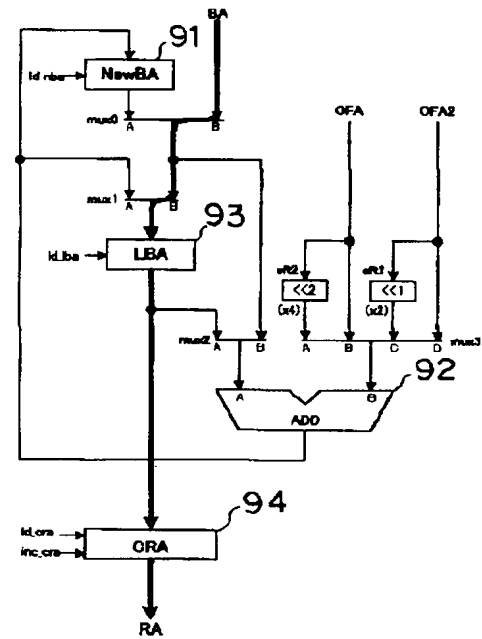 BA
91
ld_nba
NewBA
mux0
A
B
OFA
OFA2
mux1
A
B
93
ld_lba
LBA
sR2
<<2
(x4)
sR1
<<1
(x2)
mux2
A
B
A
B
C
D
mux3
92
A
B
ADD
94
ld_cra
inc_cra
CRA
RA